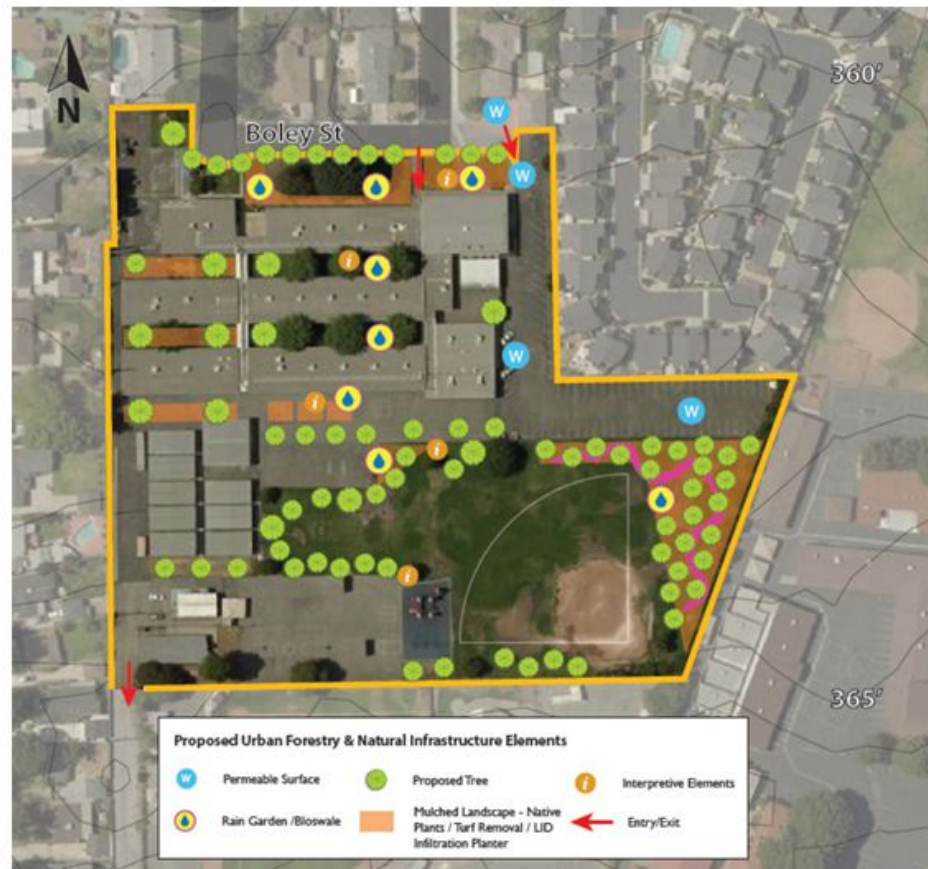 360'
N
Boley St
W
W
i
i
W
W
i
i
i
365'
Proposed Urban Forestry & Natural Infrastructure Elements
W Permeable Surface
Proposed Tree
i Interpretive Elements
Rain Garden /Bioswale
Mulched Landscape - Native
Plants / Turf Removal / LID
Infiltration Planter
Entry/Exit